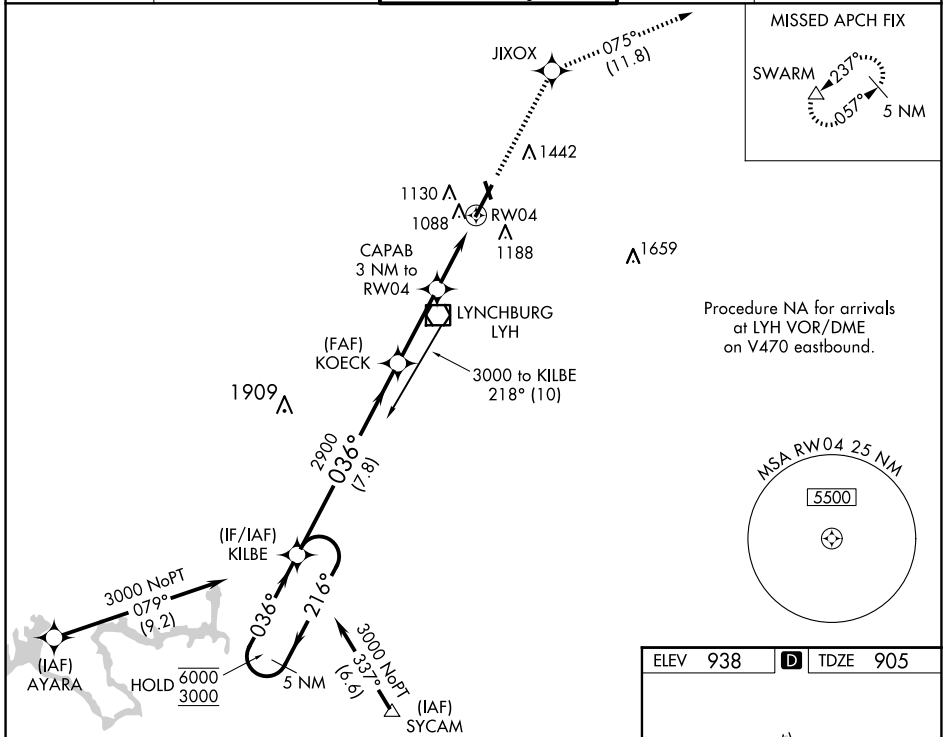 MISSED APCH FIX
SWARM
237°
057°
5 NM
JIXOX
075°
(11.8)
1442
1130
1088
RW04
1188
1659
CAPAB
3 NM to
RW04
LYNCHBURG
LYH
Procedure NA for arrivals
at LYH VOR/DME
on V470 eastbound.
(FAF)
KOECK
3000 to KILBE
218° (10)
1909
2900
036°
(7.8)
MSA RW04 25 NM
5500
(IF/IAF)
KILBE
3000 NoPT
079°
(9.2)
036°
216°
(IAF)
AYARA
HOLD
6000
3000
5 NM
3000 NoPT
337°
(6.6)
(IAF)
SYCAM
ELEV 938
D
TDZE 905